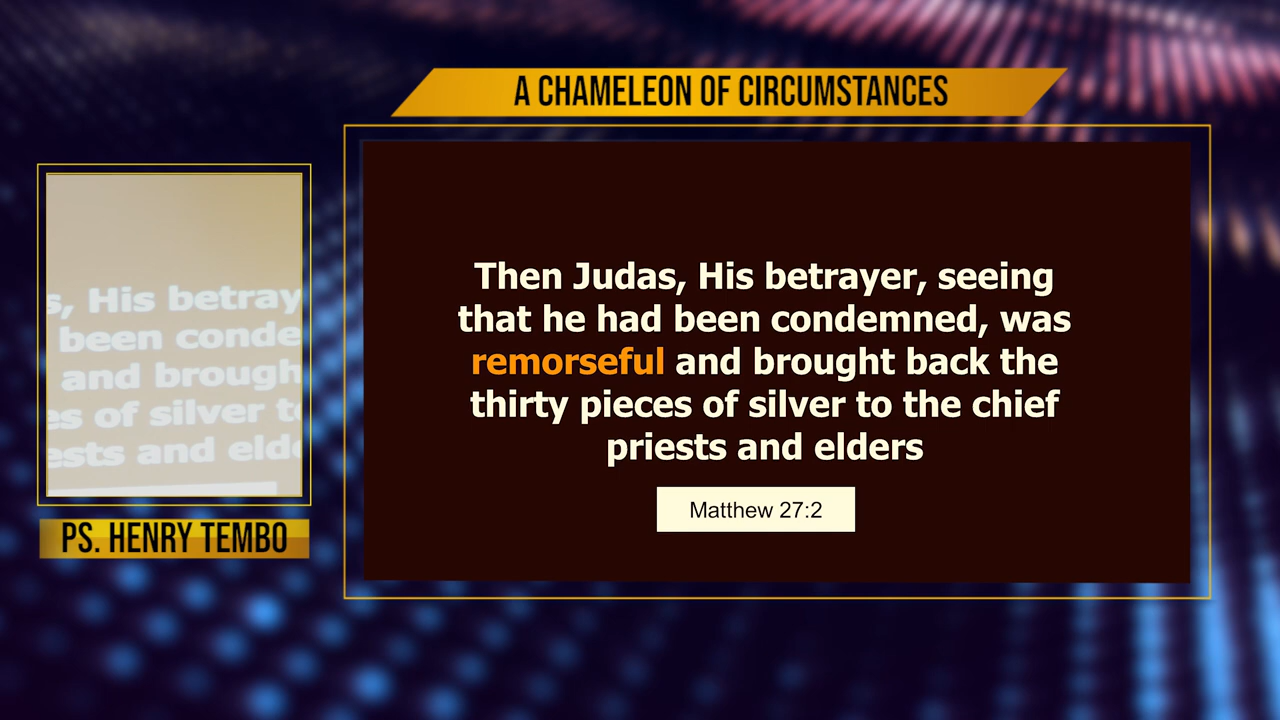 A CHAMELEON OF CIRCUMSTANCES
Then Judas, His betrayer, seeing
that he had been condemned, was
remorseful and brought back the
thirty pieces of silver to the chief
priests and elders
Matthew 27:2
s, His betray
been conde
and brough
es of silver to
ests and elde
PS. HENRY TEMBO